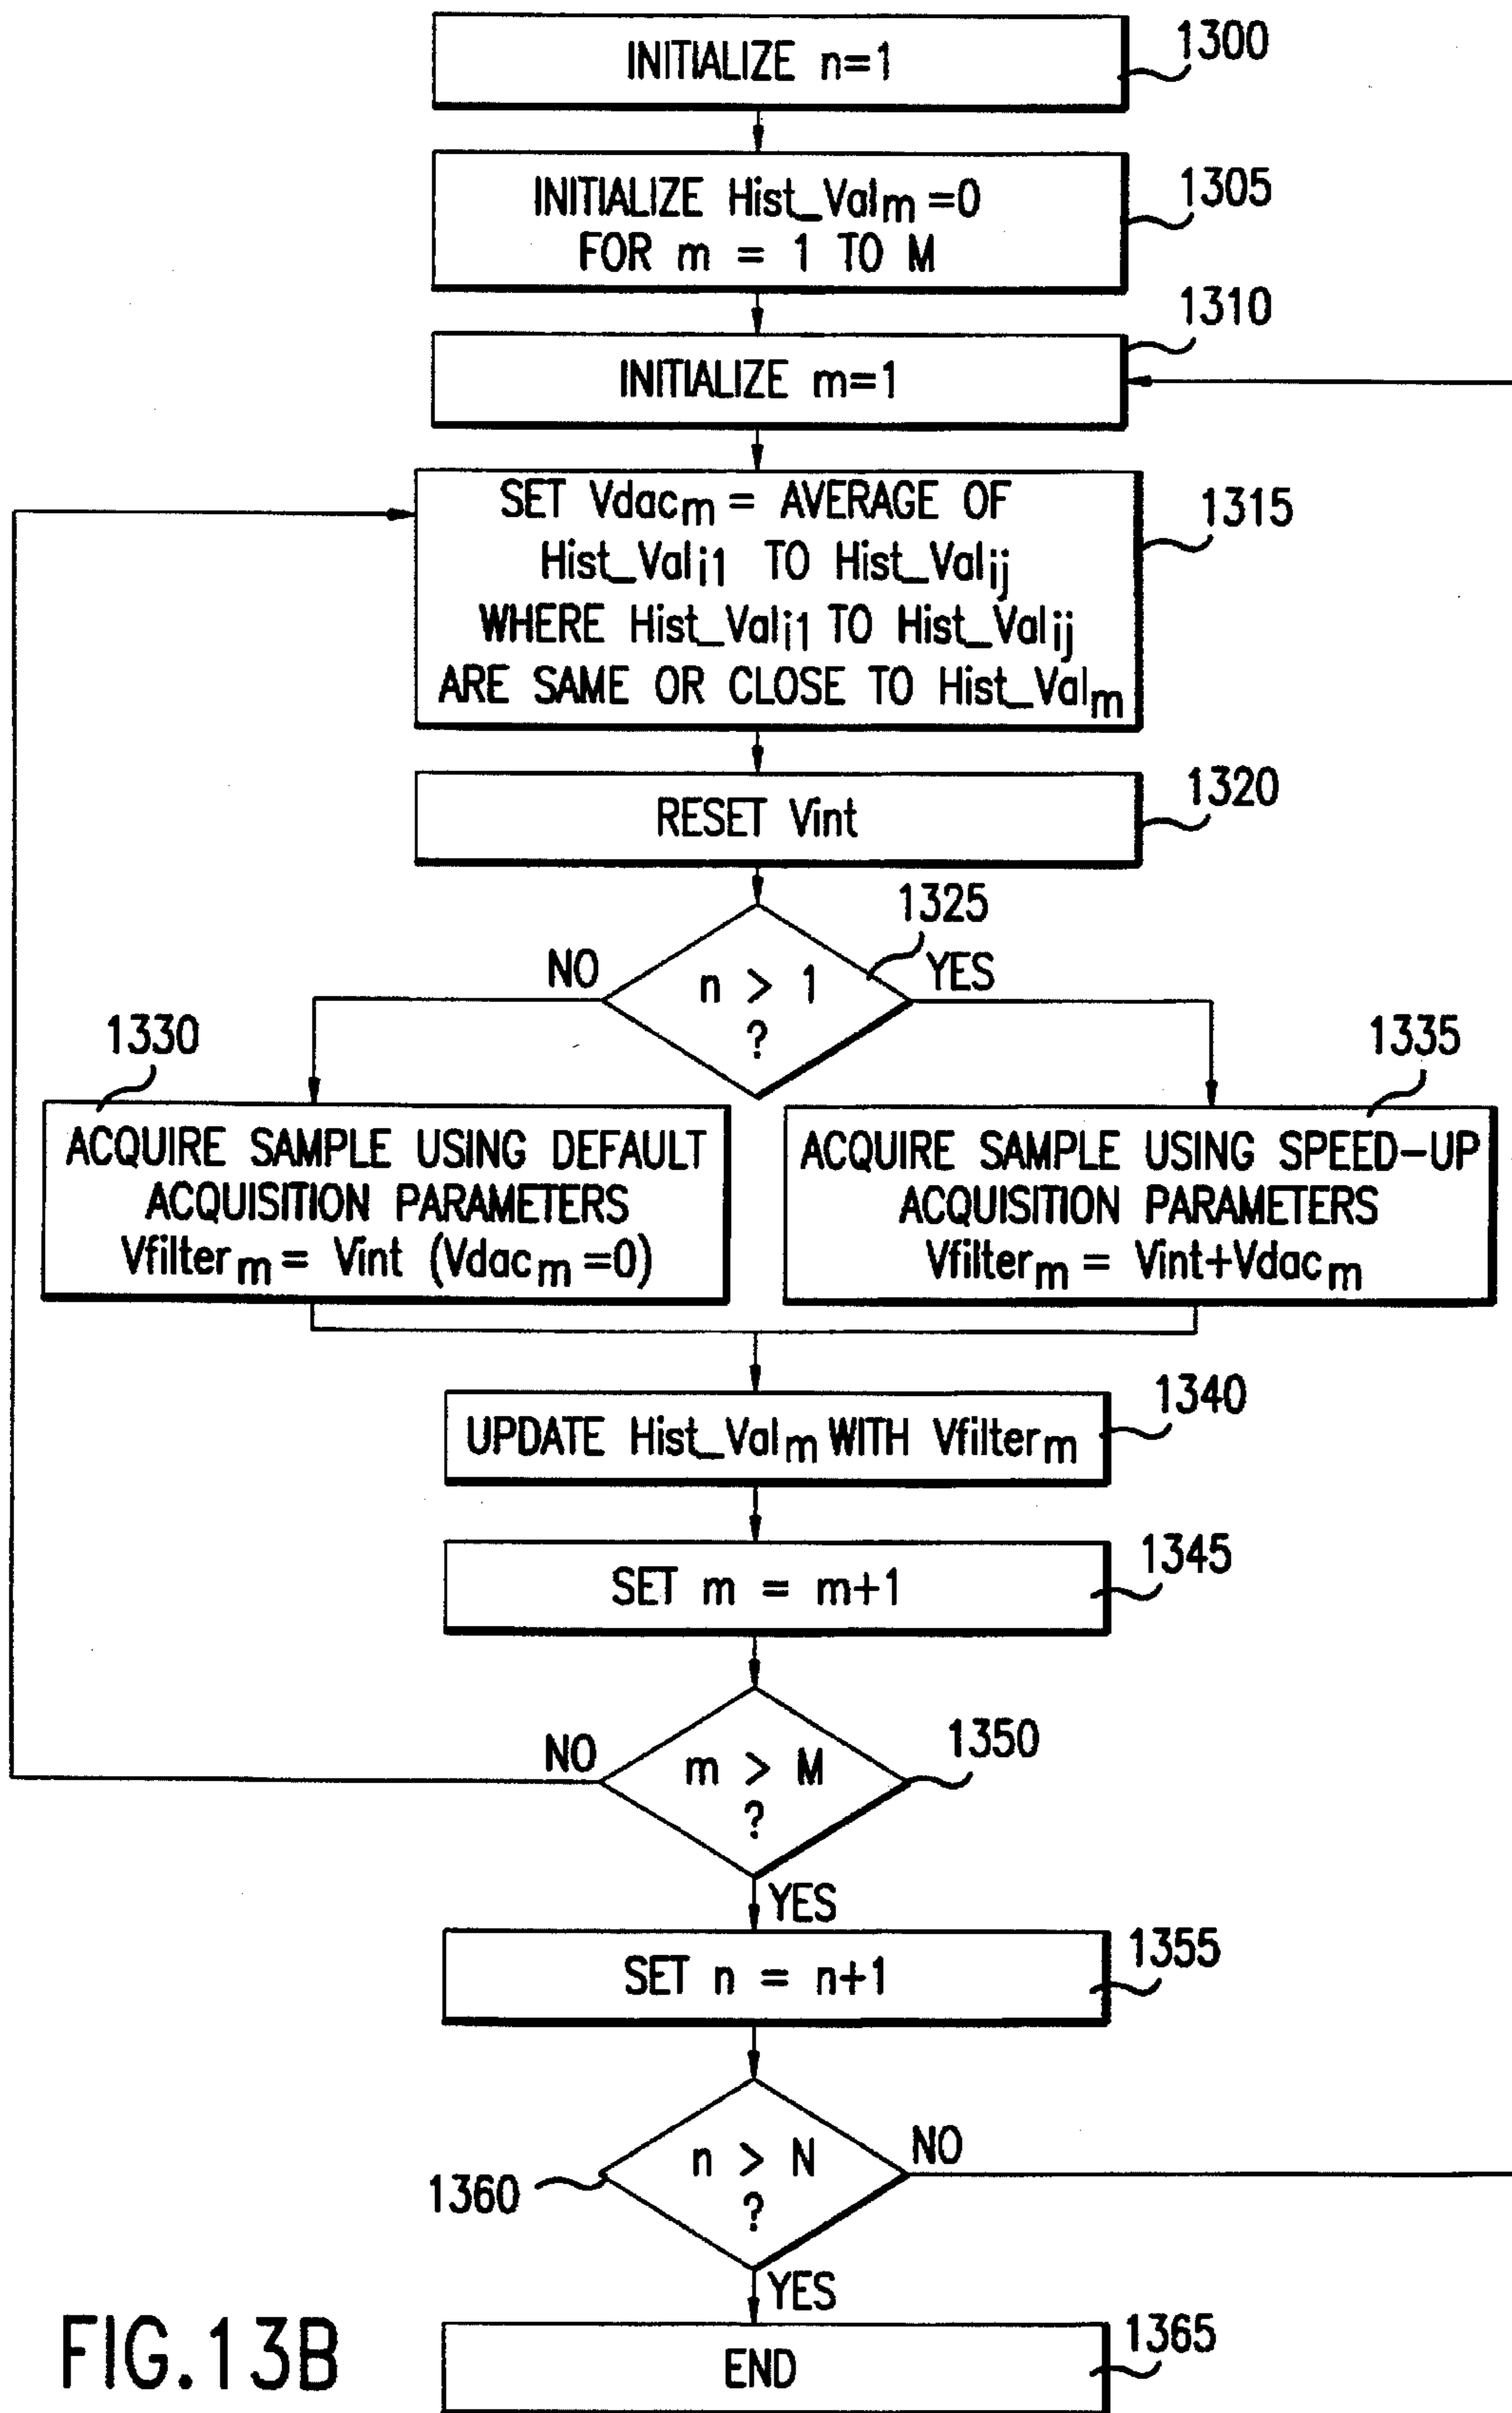 INITIALIZE n=1
1300
INITIALIZE Hist_Valm=0
FOR m = 1 TO M
1305
1310
INITIALIZE m=1
SET Vdacm= AVERAGE OF
Hist_Vali1 TO Hist_Valij
WHERE Hist_Vali1 TO Hist_Valij
ARE SAME OR CLOSE TO Hist_Valm
1315
RESET Vint
1320
1325
NO
n > 1
?
YES
1330
ACQUIRE SAMPLE USING DEFAULT
ACQUISITION PARAMETERS
Vfilterm= Vint (Vdacm=0)
1335
ACQUIRE SAMPLE USING SPEED-UP
ACQUISITION PARAMETERS
Vfilterm= Vint+Vdacm
UPDATE Hist_Valm WITH Vfilterm
1340
SET m = m+1
1345
NO
m > M
?
1350
YES
SET n = n+1
1355
n > N
?
NO
1360
YES
END
1365
FIG.13B